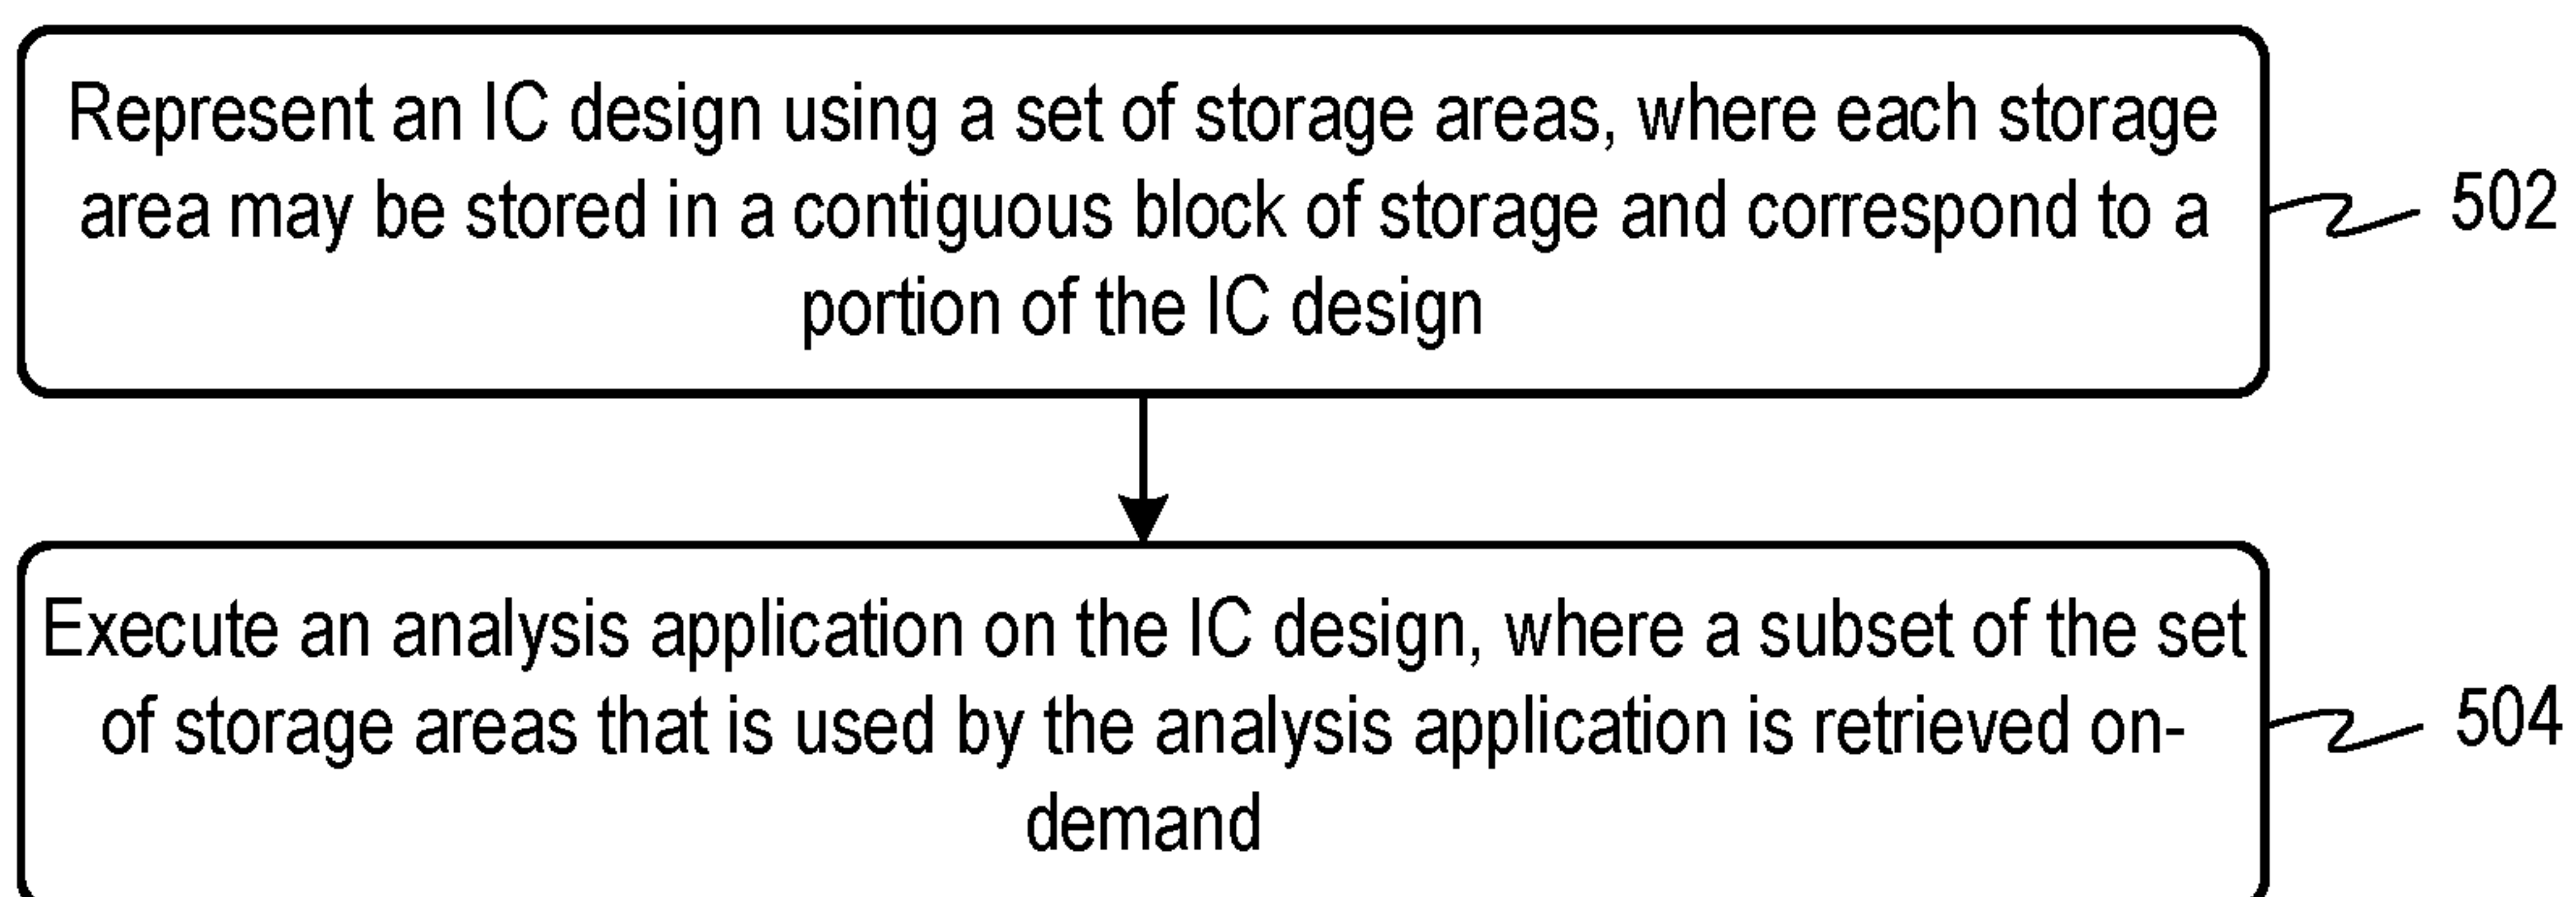 Represent an IC design using a set of storage areas, where each storage
area may be stored in a contiguous block of storage and correspond to a
portion of the IC design
502
Execute an analysis application on the IC design, where a subset of the set
of storage areas that is used by the analysis application is retrieved on-
demand
504